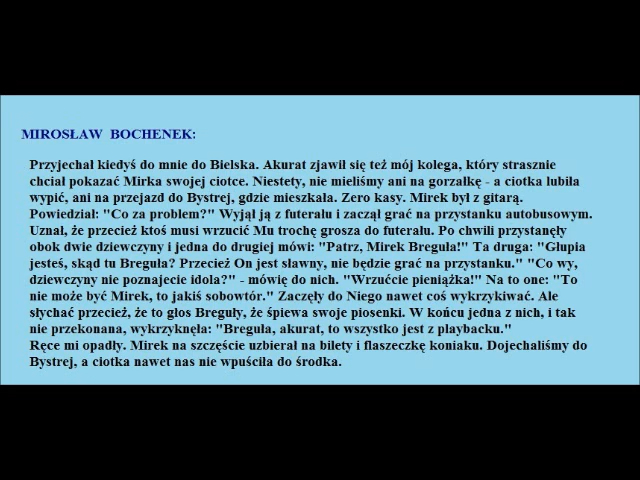 MIROSŁAW BOCHENEK:
Przyjechał kiedyś do mnie do Bielska. Akurat zjawił się też mój kolega, który strasznie
chciał pokazać Mirka swojej ciotce. Niestety, nie mieliśmy ani na gorzałkę - a ciotka lubiła
wypić, ani na przejazd do Bystrej, gdzie mieszkała. Zero kasy. Mirek był z gitarą.
Powiedział: "Co za problem?" Wyjął ją z futerału i zaczął grać na przystanku autobusowym.
Uznał, że przecież ktoś musi wrzucić Mu trochę grosza do futerału. Po chwili przystanęły
obok dwie dziewczyny i jedna do drugiej mówi: "Patrz, Mirek Breguła!" Ta druga: "Głupia
jesteś, skąd tu Breguła? Przecież On jest sławny, nie będzie grać na przystanku." "Co wy,
dziewczyny nie poznajecie idola?" - mówię do nich. "Wrzućcie pieniążka!" Na to one: "To
nie może być Mirek, to jakiś sobowtór." Zaczęły do Niego nawet coś wykrzykiwać. Ale
słychać przecież, że to głos Breguły, że śpiewa swoje piosenki. W końcu jedna z nich, i tak
nie przekonana, wykrzyknęła: "Breguła, akurat, to wszystko jest z playbacku."
Ręce mi opadły. Mirek na szczęście uzbierał na bilety i flaszeczkę koniaku. Dojechaliśmy do
Bystrej, a ciotka nawet nas nie wpuściła do środka.